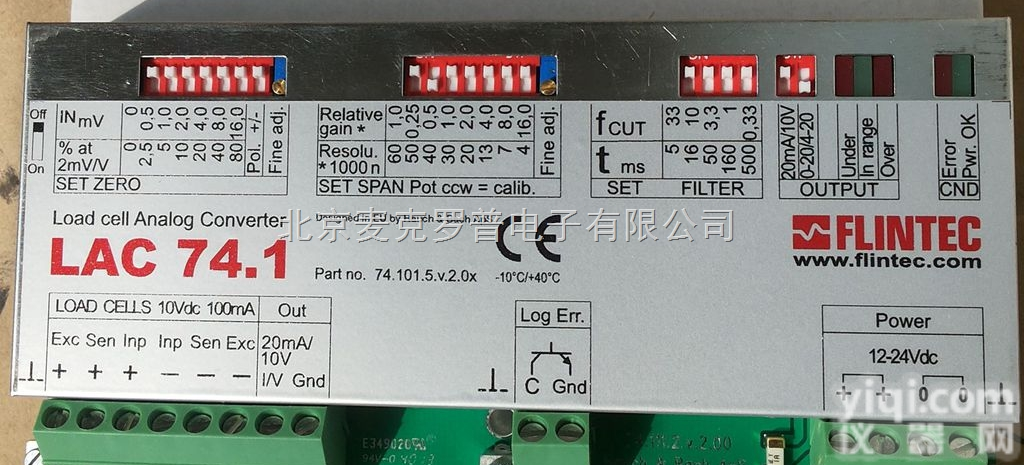 Off
On
IN mV
0 0,5 1,0 2,0 4,0 8,0 16,0 Pol. +/-
% at 2mV/V
0 2,5 5 10 20 40 80
Fine adj.
SET ZERO
Relative gain *
1,0 0,25 0,5 1,0 2,0 4,0 8,0 16,0
Resolu. *1000 n
60 50 40 30 20 13 7 4
Fine adj.
SET SPAN Pot ccw = calib.
fCUT 33 10 3,3 1 0,33
t ms 5 16 50 160 500
SET FILTER
20mA/10V
0-20/4-20
Under
In range
Over
OUTPUT
Error
Pwr. OK
CND
Load cell Analog Converter
LAC 74.1
Part no. 74.101.5.v.2.0x
-10°C/+40°C
CE
FLINTEC
www.flintec.com
北京麦克罗普电子有限公司
LOAD CELLS 10Vdc 100mA Out
Exc Sen Inp Inp Sen Exc 20mA/
10V
+ + + – – – I/V Gnd
Log Err.
C Gnd
Power
12-24Vdc
+ + 0 0
yiqi.com
仪器网